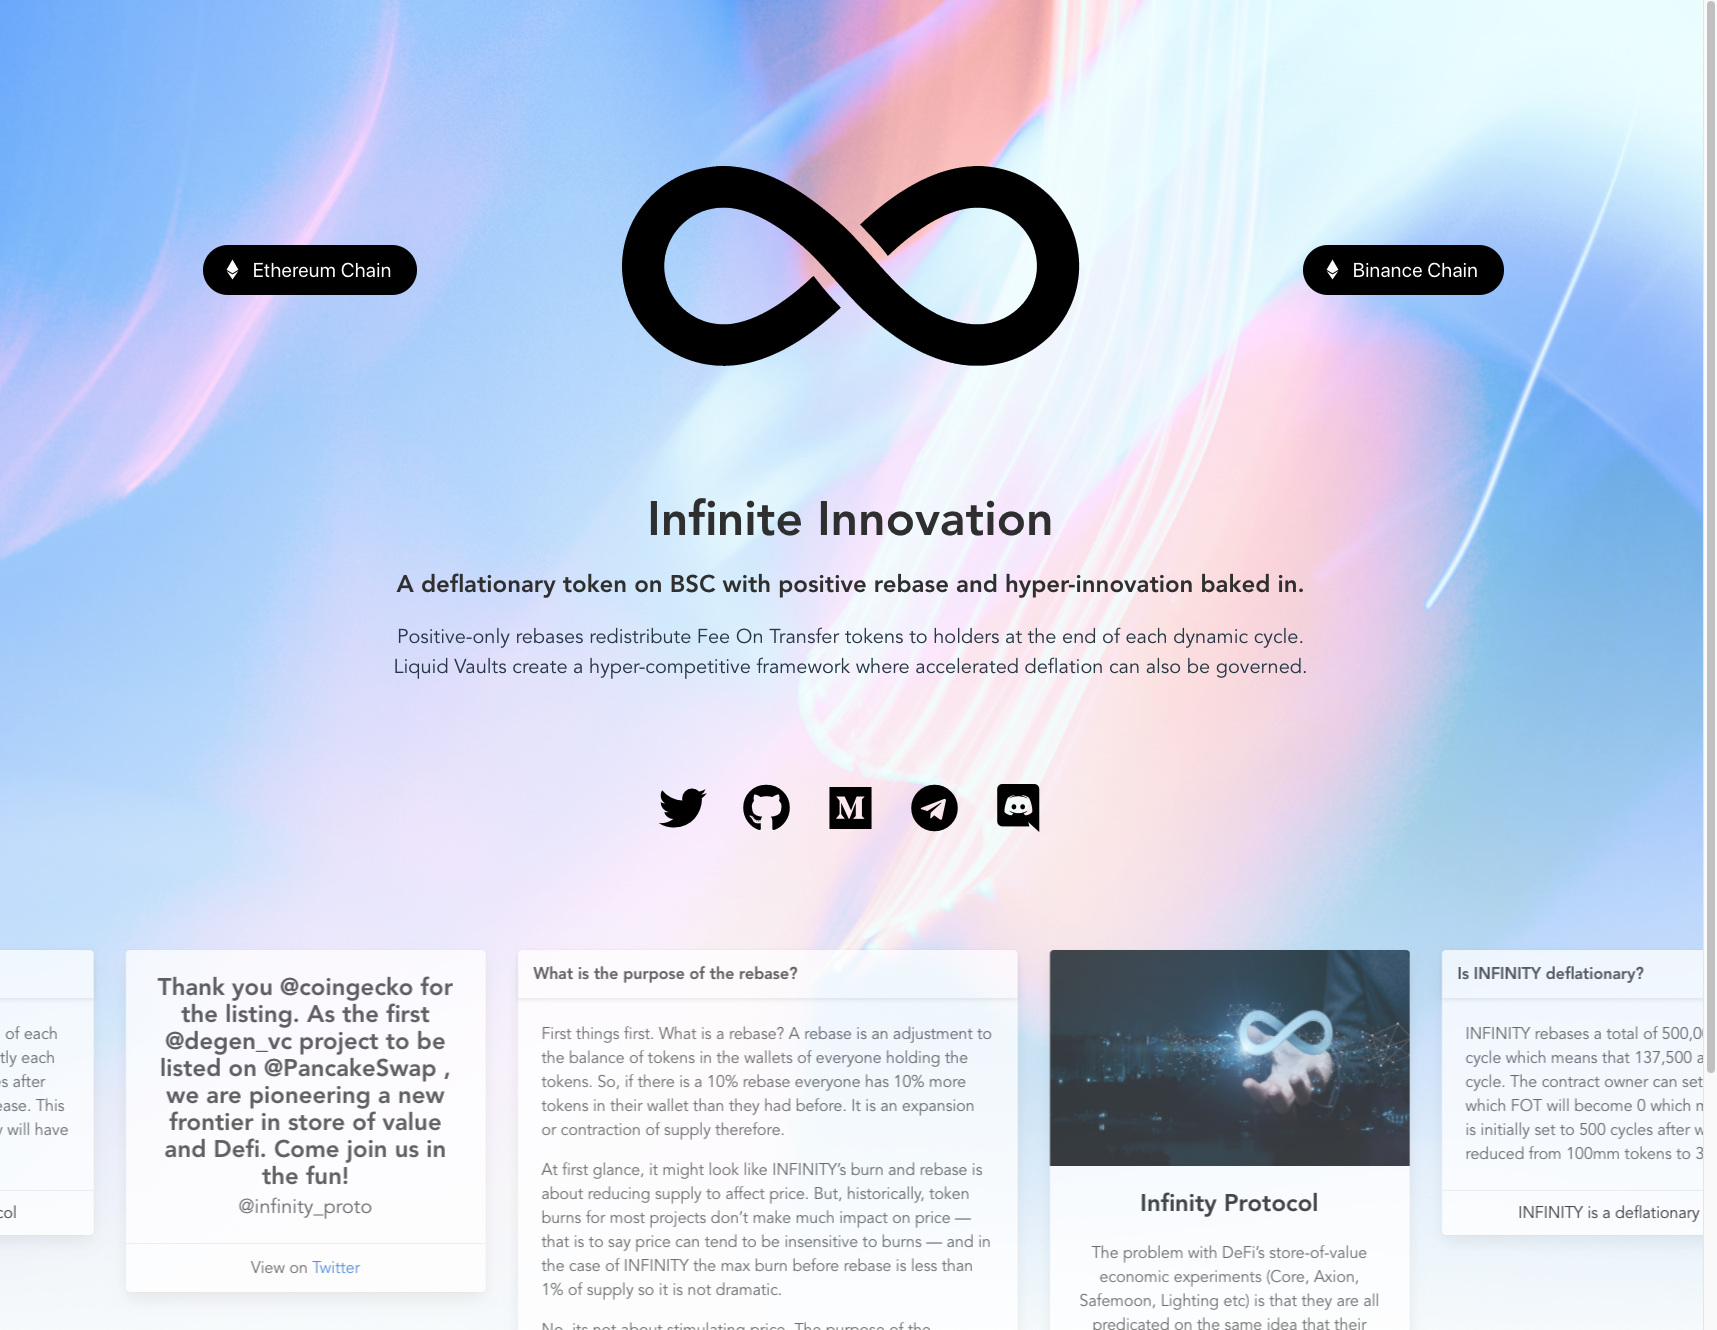 Ethereum Chain
Binance Chain
Infinite Innovation
A deflationary token on BSC with positive rebase and hyper-innovation baked in.
Positive-only rebases redistribute Fee On Transfer tokens to holders at the end of each dynamic cycle.
Liquid Vaults create a hyper-competitive framework where accelerated deflation can also be governed.
M
of each
tly each
s after
ease. This
will have
col
Thank you @coingecko for
the listing. As the first
@degen_vc project to be
listed on @PancakeSwap ,
we are pioneering a new
frontier in store of value
and Defi. Come join us in
the fun!
@infinity_proto
View on Twitter
What is the purpose of the rebase?
First things first. What is a rebase? A rebase is an adjustment to
the balance of tokens in the wallets of everyone holding the
tokens. So, if there is a 10% rebase everyone has 10% more
tokens in their wallet than they had before. It is an expansion
or contraction of supply therefore.
At first glance, it might look like INFINITY’s burn and rebase is
about reducing supply to affect price. But, historically, token
burns for most projects don’t make much impact on price —
that is to say price can tend to be insensitive to burns — and in
the case of INFINITY the max burn before rebase is less than
1% of supply so it is not dramatic.
No, its not about stimulating price. The purpose of the
Infinity Protocol
The problem with DeFi’s store-of-value
economic experiments (Core, Axion,
Safemoon, Lighting etc) is that they are all
predicated on the same idea that their
Is INFINITY deflationary?
INFINITY rebases a total of 500,0
cycle which means that 137,500 a
cycle. The contract owner can set
which FOT will become 0 which
is initially set to 500 cycles after w
reduced from 100mm tokens to 3
INFINITY is a deflationary